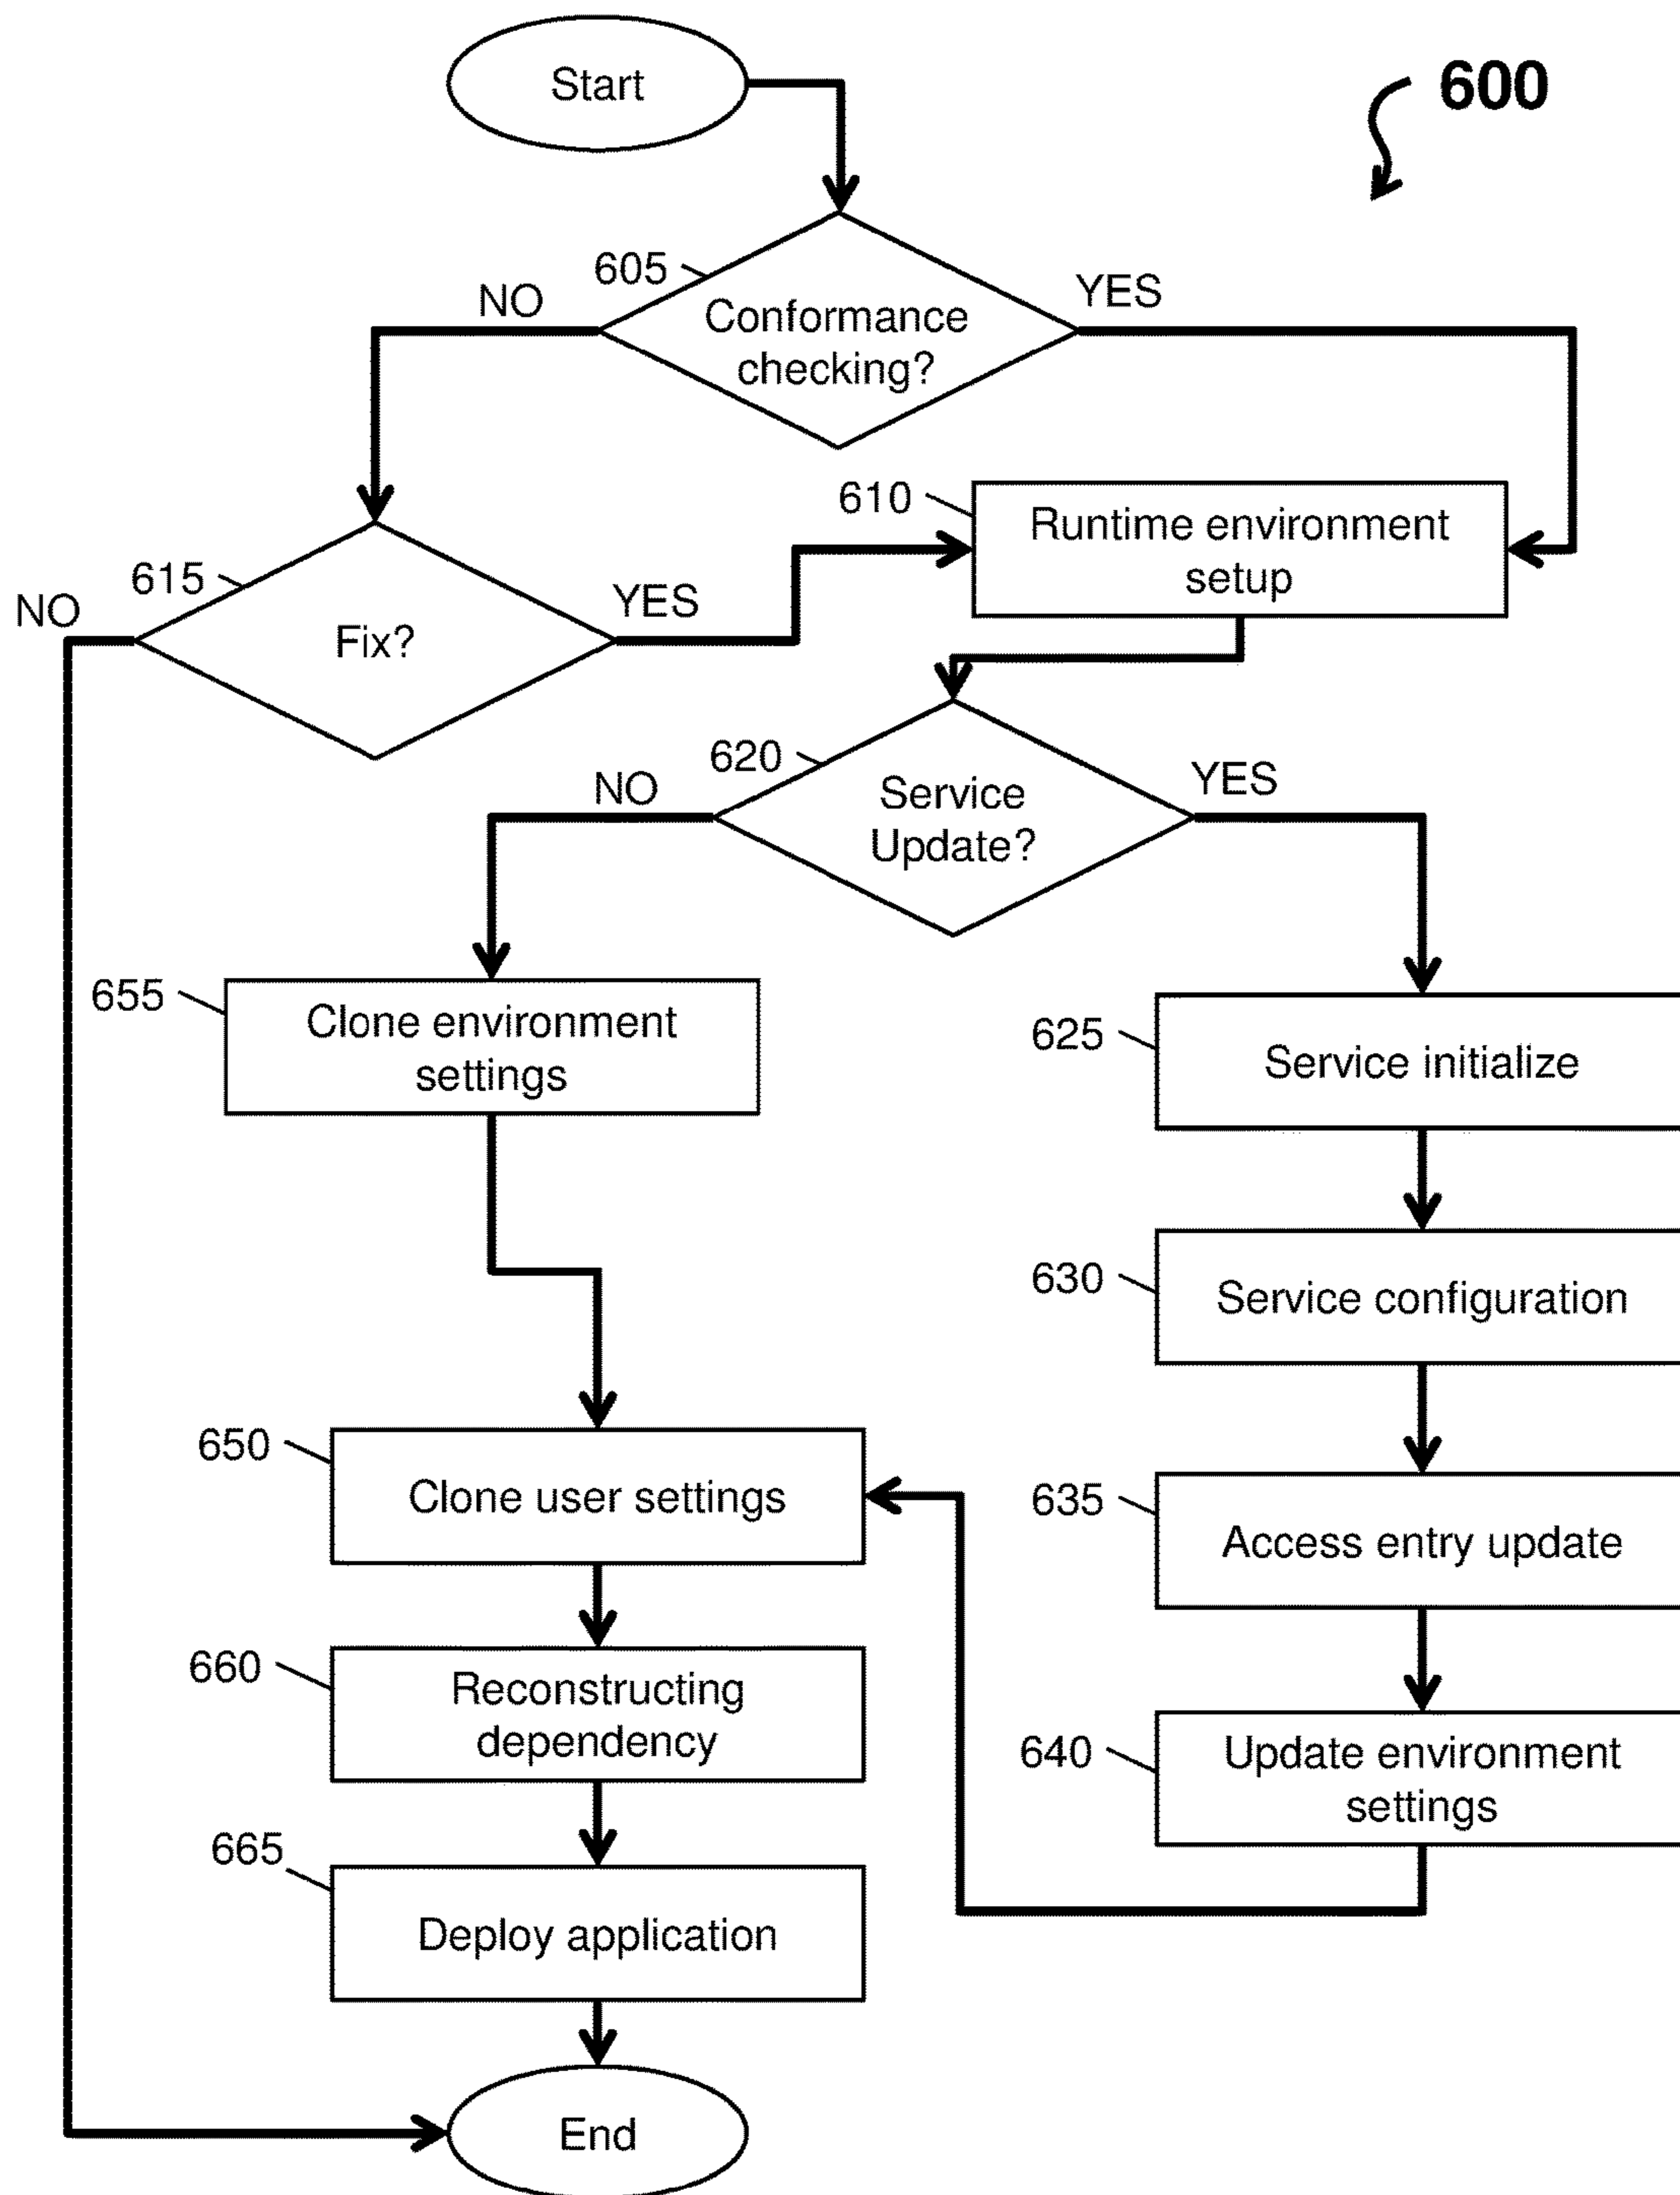 Start
600
605
NO
YES
Conformance
checking?
610
Runtime environment
setup
615
NO
YES
Fix?
620
NO
YES
Service
Update?
655
Clone environment
settings
625
Service initialize
630
Service configuration
650
Clone user settings
635
Access entry update
660
Reconstructing
dependency
640
Update environment
settings
665
Deploy application
End